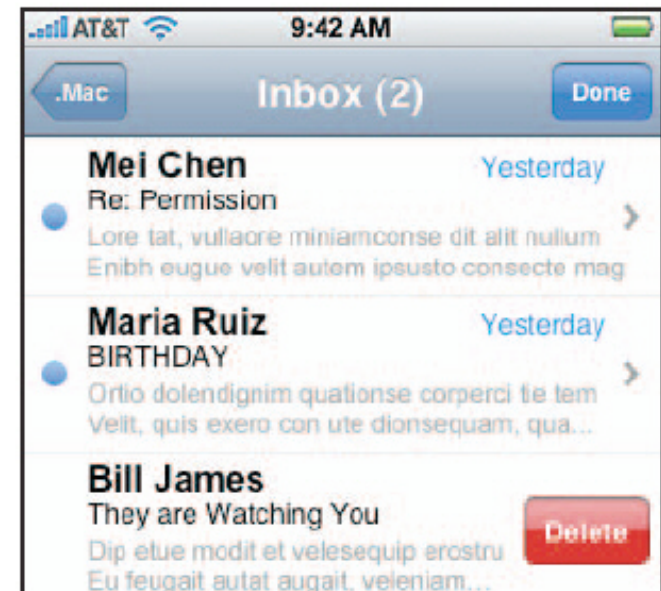 AT&T 9:42 AM
.Mac Inbox (2) Done
Mei Chen Yesterday
Re: Permission
Lore tat, vullaore miniamconse dit alit nullum
Enibh eugue velit autem ipsusto consecte mag
Maria Ruiz Yesterday
BIRTHDAY
Ortio dolendignim quationse corperci tie tem
Velit, quis exero con ute dionsequam, qua...
Bill James
They are Watching You
Delete
Dip etue modit et velesequip erostru
Eu feugait autat augait, veleniam...